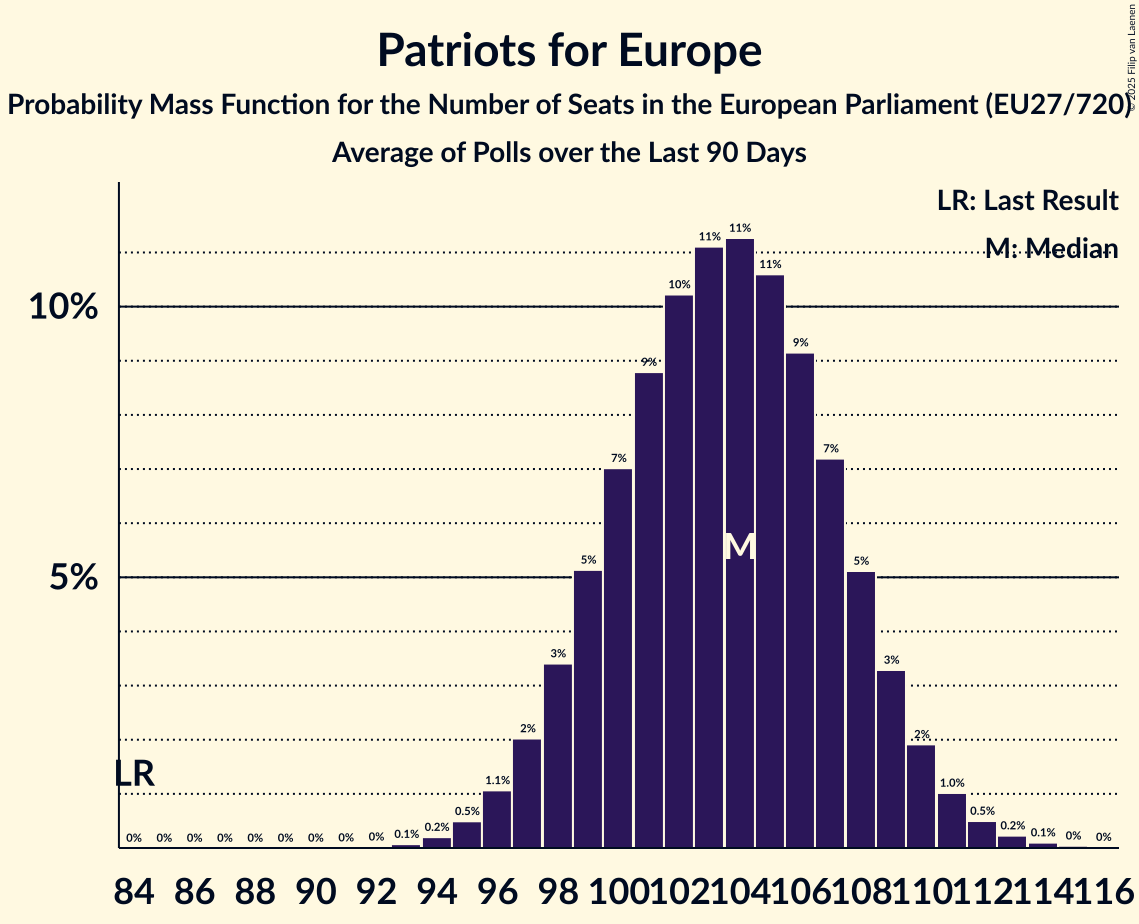 Patriots for Europe
Probability Mass Function for the Number of Seats in the European Parliament (EU27/720)
Average of Polls over the Last 90 Days
© 2025 Filip van Laenen
LR: Last Result
M: Median
10%
5%
LR
M
0% 0% 0% 0% 0% 0% 0% 0% 0% 0.1% 0.2% 0.5% 1.1% 2% 3% 5% 7% 9% 10% 11% 11% 11% 9% 7% 5% 3% 2% 1.0% 0.5% 0.2% 0.1% 0% 0%
84 86 88 90 92 94 96 98 100 102 104 106 108 110 112 114 116